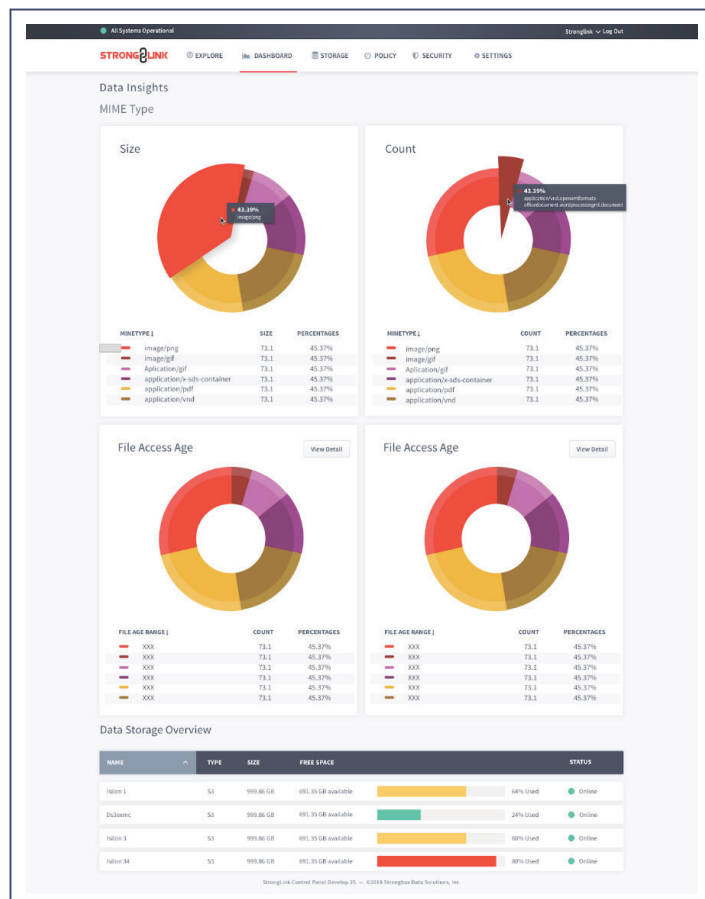 All Systems Operational
Stronglink Log Out
STRONGLINK EXPLORE DASHBOARD STORAGE POLICY SECURITY SETTINGS
Data Insights
MIME Type
Size
43.39%
image/png
MINETYPE SIZE PERCENTAGES
image/png 73.1 45.37%
image/gif 73.1 45.37%
Aplication/gif 73.1 45.37%
application/x-sds-container 73.1 45.37%
application/pdf 73.1 45.37%
application/vnd 73.1 45.37%
Count
43.39%
application/vnd.openxmlformats-
officedocument.wordprocessingml.document
MINETYPE COUNT PERCENTAGES
image/png 73.1 45.37%
image/gif 73.1 45.37%
Aplication/gif 73.1 45.37%
application/x-sds-container 73.1 45.37%
application/pdf 73.1 45.37%
application/vnd 73.1 45.37%
File Access Age View Detail
FILE AGE RANGE COUNT PERCENTAGES
XXX 73.1 45.37%
XXX 73.1 45.37%
XXX 73.1 45.37%
XXX 73.1 45.37%
XXX 73.1 45.37%
XXX 73.1 45.37%
File Access Age View Detail
FILE AGE RANGE COUNT PERCENTAGES
XXX 73.1 45.37%
XXX 73.1 45.37%
XXX 73.1 45.37%
XXX 73.1 45.37%
XXX 73.1 45.37%
XXX 73.1 45.37%
Data Storage Overview
NAME TYPE SIZE FREE SPACE STATUS
Isilon 1 S3 999.86 GB 691.35 GB available 64% Used Online
Ds3semc S3 999.86 GB 691.35 GB available 24% Used Online
Isilon 3 S3 999.86 GB 691.35 GB available 60% Used Online
Isilon 34 S3 999.86 GB 691.35 GB available 80% Used Online
StrongLink Control Panel Develop.25 — ©2018 Strongbox Data Solutions, Inc.